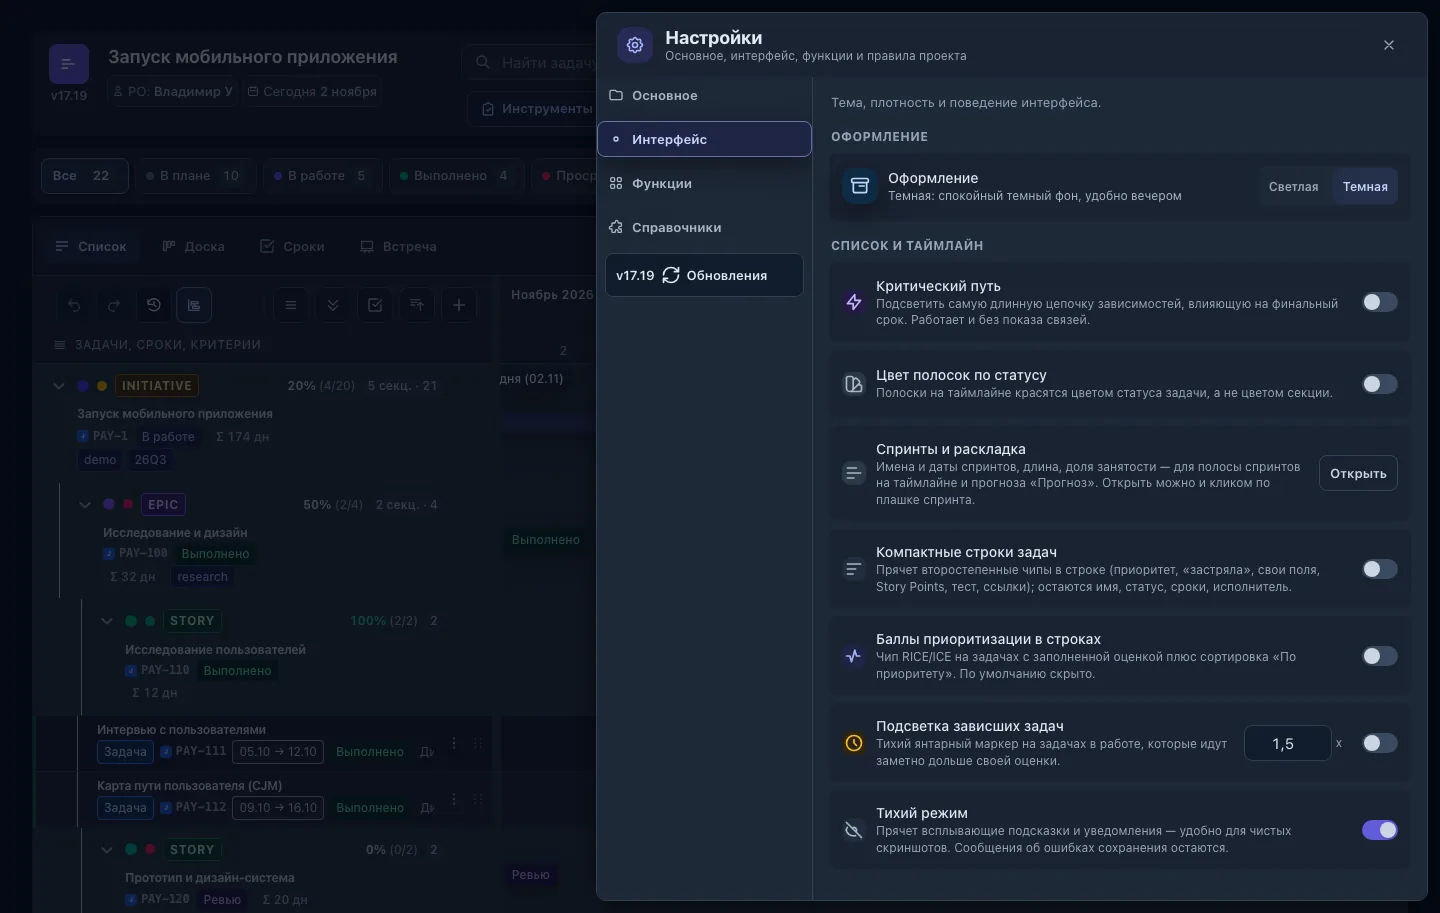 Запуск мобильного приложения
v17.19
РО: Владимир У
Сегодня 2 ноября
Найти задачу
Инструменты
Все 22
В плане 10
В работе 5
Выполнено 4
Список
Доска
Сроки
Встреча
Ноябрь 2026
ЗАДАЧИ, СРОКИ, КРИТЕРИИ
2
INITIATIVE
20% (4/20) 5 секц. · 21
дня (02.11)
Запуск мобильного приложения
PAY-1 В работе Σ 174 дн
demo 26Q3
EPIC
50% (2/4) 2 секц. · 4
Исследование и дизайн
PAY-100 Выполнено
Σ 32 дн research
Выполнено
STORY
100% (2/2) 2
Исследование пользователей
PAY-110 Выполнено
Σ 12 дн
Интервью с пользователями
Задача PAY-111 05.10 → 12.10 Выполнено
Карта пути пользователя (CJM)
Задача PAY-112 09.10 → 16.10 Выполнено
STORY
0% (0/2) 2
Прототип и дизайн-система
PAY-120 Ревью Σ 20 дн
Ревью
Настройки
Основное, интерфейс, функции и правила проекта
Основное
Интерфейс
Функции
Справочники
v17.19 Обновления
Тема, плотность и поведение интерфейса.
ОФОРМЛЕНИЕ
Оформление
Темная: спокойный темный фон, удобно вечером
Светлая Темная
СПИСОК И ТАЙМЛАЙН
Критический путь
Подсветить самую длинную цепочку зависимостей, влияющую на финальный
срок. Работает и без показа связей.
Цвет полосок по статусу
Полоски на таймлайне красятся цветом статуса задачи, а не цветом секции.
Спринты и раскладка
Имена и даты спринтов, длина, доля занятости — для полосы спринтов
на таймлайне и прогноза «Прогноз». Открыть можно и кликом по
плашке спринта.
Открыть
Компактные строки задач
Прячет второстепенные чипы в строке (приоритет, «застряла», свои поля,
Story Points, тест, ссылки); остаются имя, статус, сроки, исполнитель.
Баллы приоритизации в строках
Чип RICE/ICE на задачах с заполненной оценкой плюс сортировка «По
приоритету». По умолчанию скрыто.
Подсветка зависших задач
Тихий янтарный маркер на задачах в работе, которые идут
заметно дольше своей оценки.
1,5 x
Тихий режим
Прячет всплывающие подсказки и уведомления — удобно для чистых
скриншотов. Сообщения об ошибках сохранения остаются.